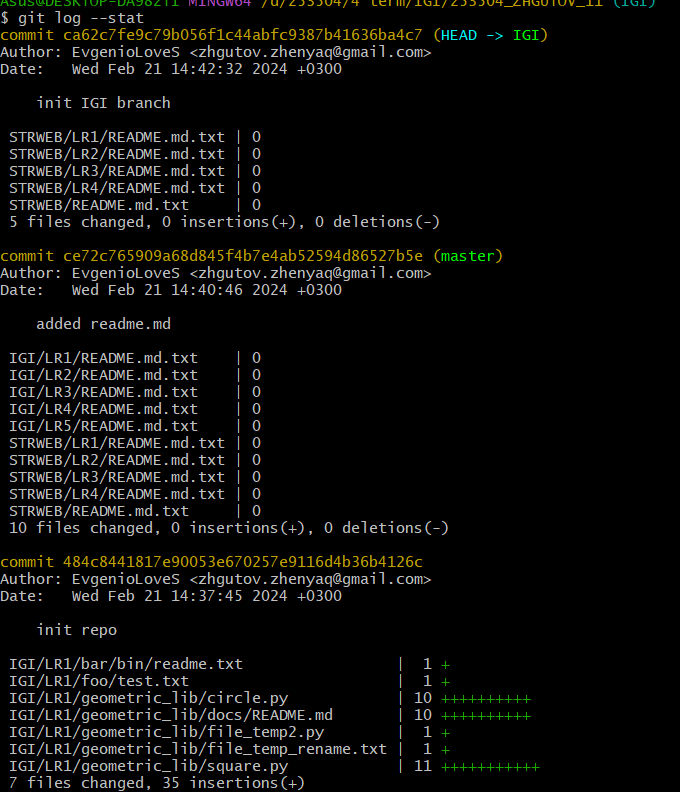 $ git log --stat
commit ca62c7fe9c79b056f1c44abfc9387b41636ba4c7 (HEAD -> IGI)
Author: EvgenioLoveS <zhgutov.zhenyaq@gmail.com>
Date:   Wed Feb 21 14:42:32 2024 +0300
    init IGI branch
 STRWEB/LR1/README.md.txt | 0
 STRWEB/LR2/README.md.txt | 0
 STRWEB/LR3/README.md.txt | 0
 STRWEB/LR4/README.md.txt | 0
 STRWEB/README.md.txt     | 0
 5 files changed, 0 insertions(+), 0 deletions(-)
commit ce72c765909a68d845f4b7e4ab52594d86527b5e (master)
Author: EvgenioLoveS <zhgutov.zhenyaq@gmail.com>
Date:   Wed Feb 21 14:40:46 2024 +0300
    added readme.md
 IGI/LR1/README.md.txt    | 0
 IGI/LR2/README.md.txt    | 0
 IGI/LR3/README.md.txt    | 0
 IGI/LR4/README.md.txt    | 0
 IGI/LR5/README.md.txt    | 0
 STRWEB/LR1/README.md.txt | 0
 STRWEB/LR2/README.md.txt | 0
 STRWEB/LR3/README.md.txt | 0
 STRWEB/LR4/README.md.txt | 0
 STRWEB/README.md.txt     | 0
 10 files changed, 0 insertions(+), 0 deletions(-)
commit 484c8441817e90053e670257e9116d4b36b4126c
Author: EvgenioLoveS <zhgutov.zhenyaq@gmail.com>
Date:   Wed Feb 21 14:37:45 2024 +0300
    init repo
 IGI/LR1/bar/bin/readme.txt                 |  1 +
 IGI/LR1/foo/test.txt                       |  1 +
 IGI/LR1/geometric_lib/circle.py            | 10 ++++++++++
 IGI/LR1/geometric_lib/docs/README.md       | 10 ++++++++++
 IGI/LR1/geometric_lib/file_temp2.py        |  1 +
 IGI/LR1/geometric_lib/file_temp_rename.txt |  1 +
 IGI/LR1/geometric_lib/square.py            | 11 +++++++++++
 7 files changed, 35 insertions(+)